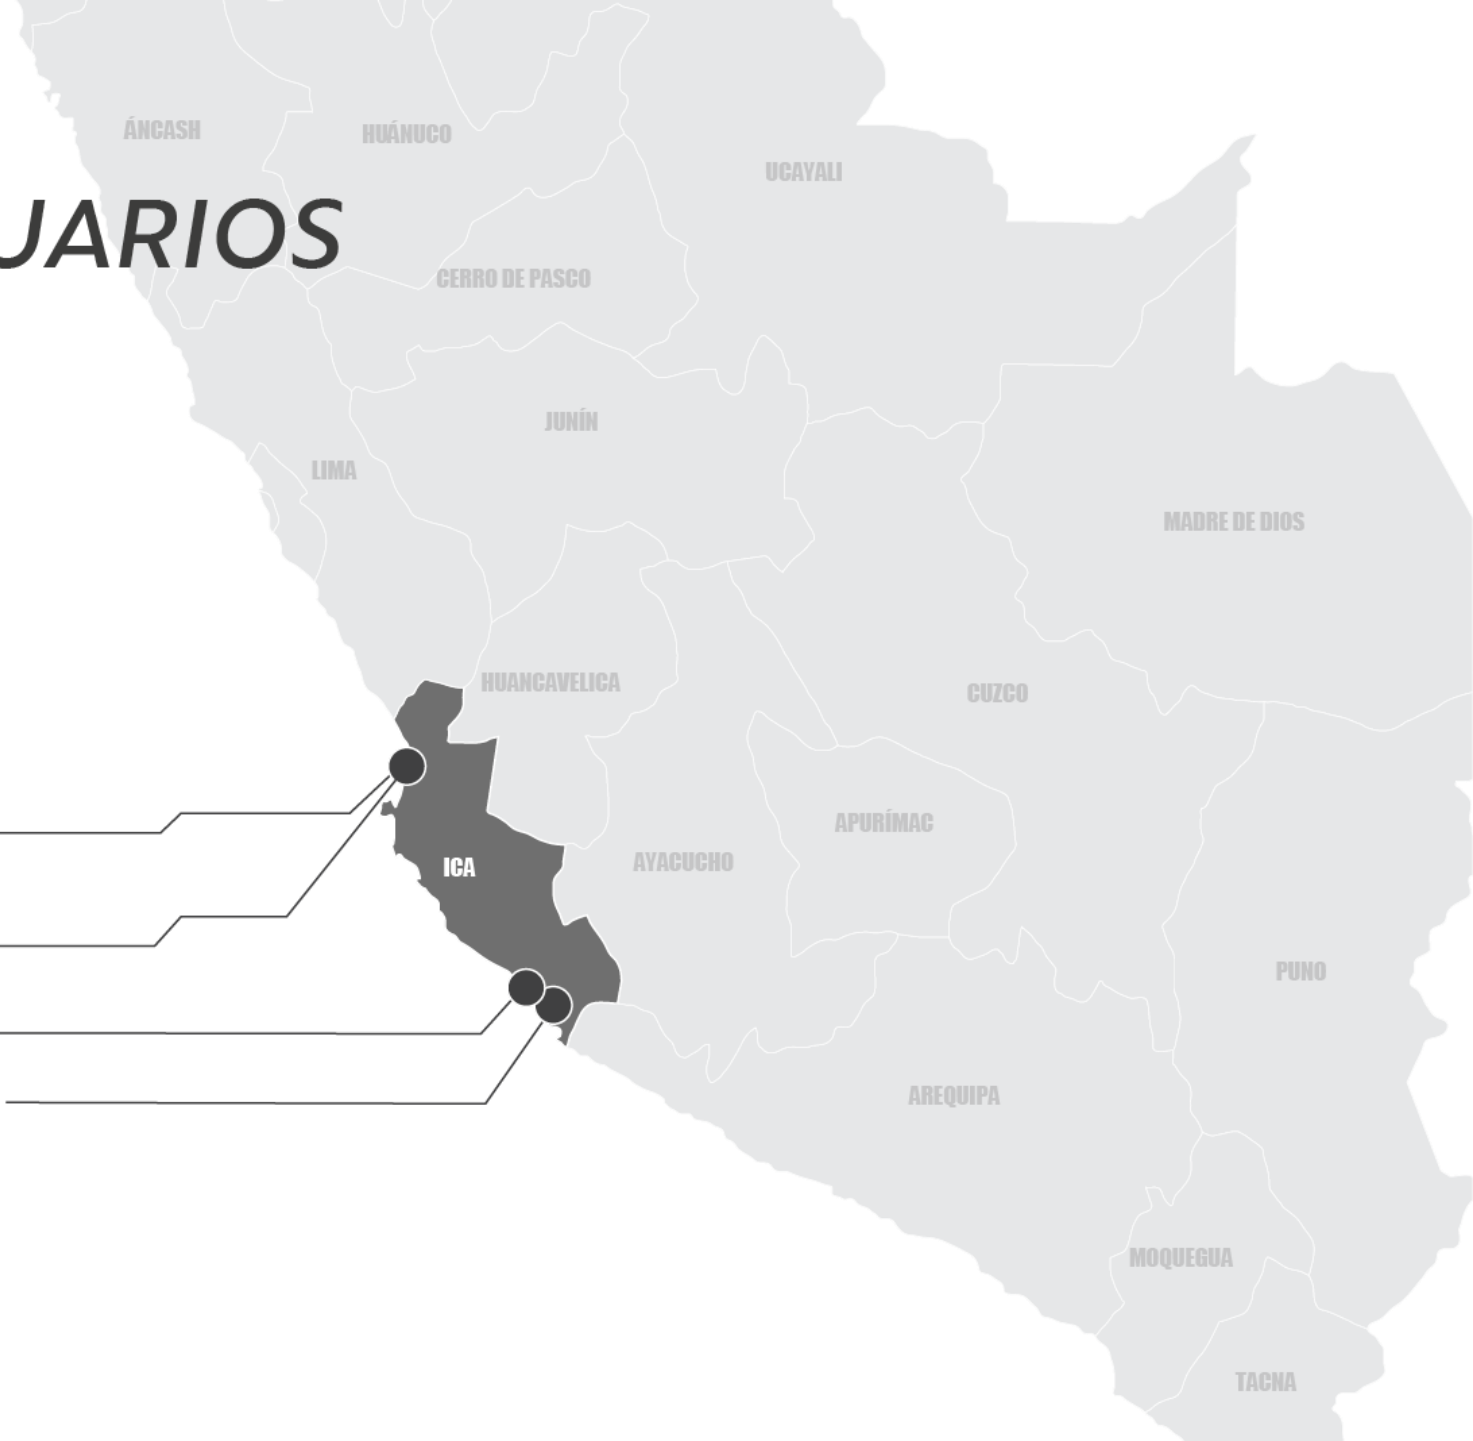 ÁNCASH
HUÁNUCO
UCAYALI
UARIOS
CERRO DE PASCO
JUNÍN
LIMA
MADRE DE DIOS
HUANCAVELICA
CUZCO
APURÍMAC
AYACUCHO
ICA
PUNO
AREQUIPA
MOQUEGUA
TACNA